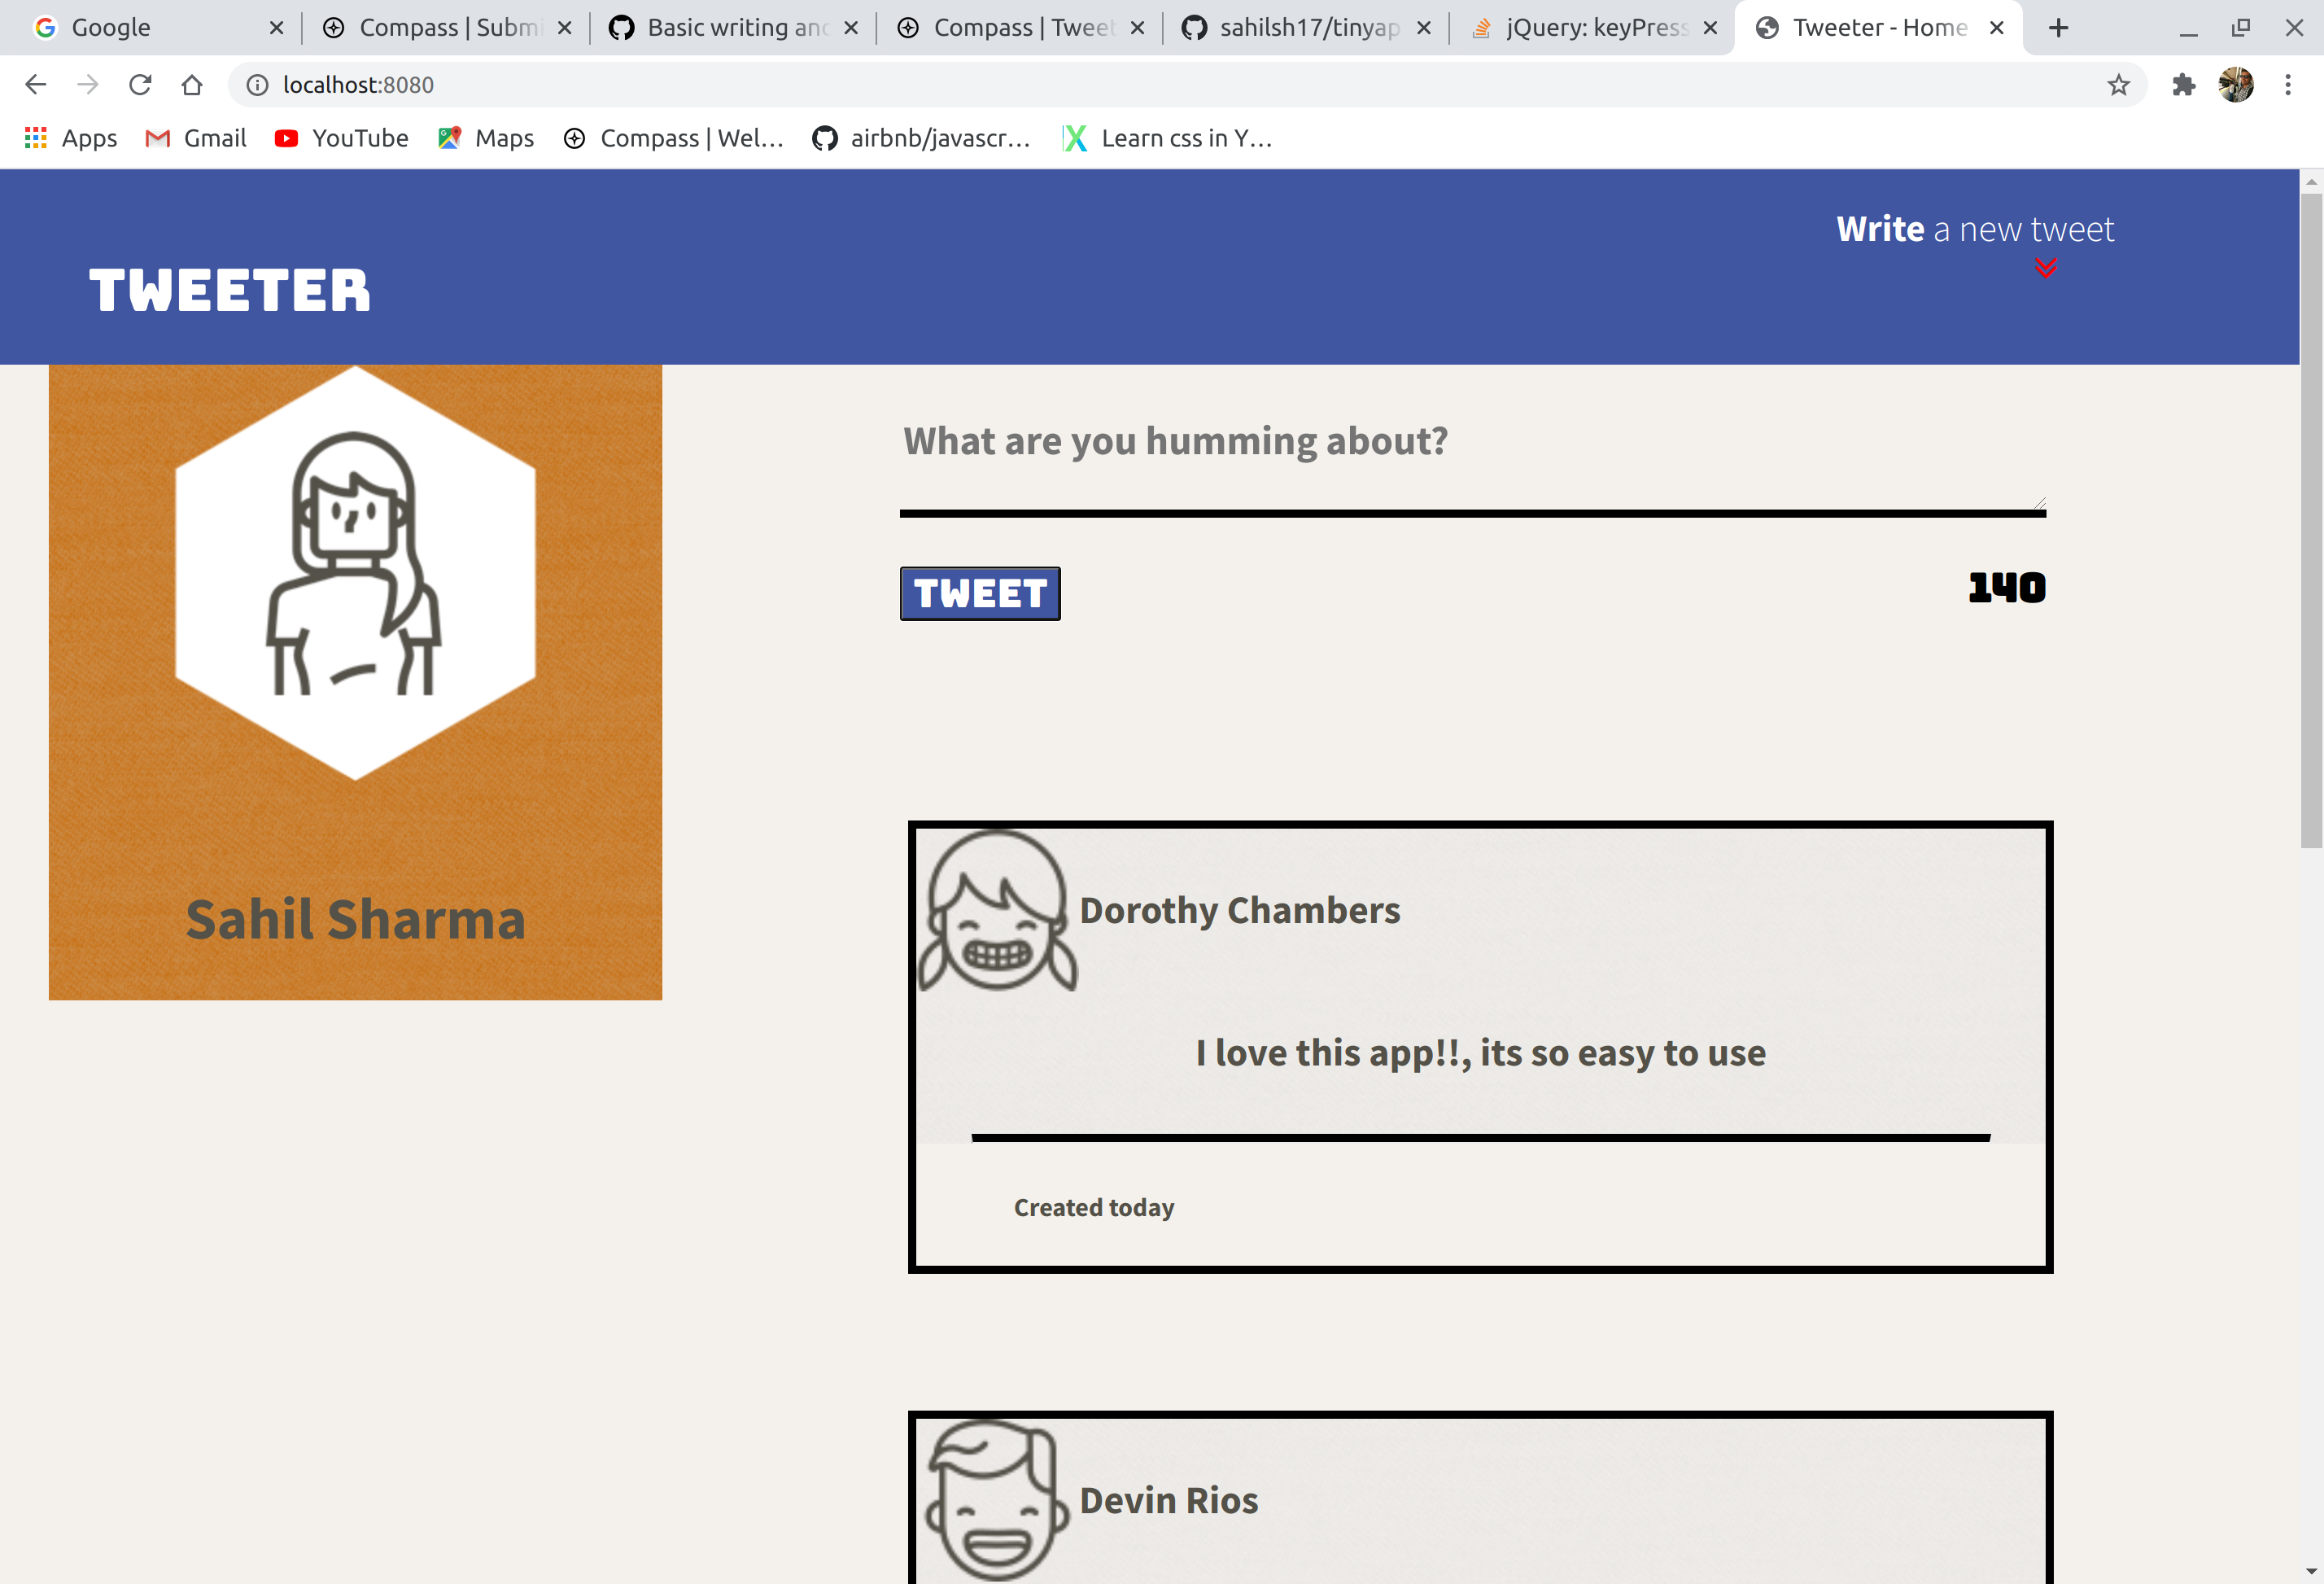 Google
Compass | Submi
Basic writing and
Compass | Tweet
sahilsh17/tinyap
jQuery: keyPress
Tweeter - Home
localhost:8080
Apps
Gmail
YouTube
Maps
Compass | Wel...
airbnb/javascr...
Learn css in Y...
Write a new tweet
TWEETER
What are you humming about?
TWEET
140
Sahil Sharma
Dorothy Chambers
I love this app!!, its so easy to use
Created today
Devin Rios